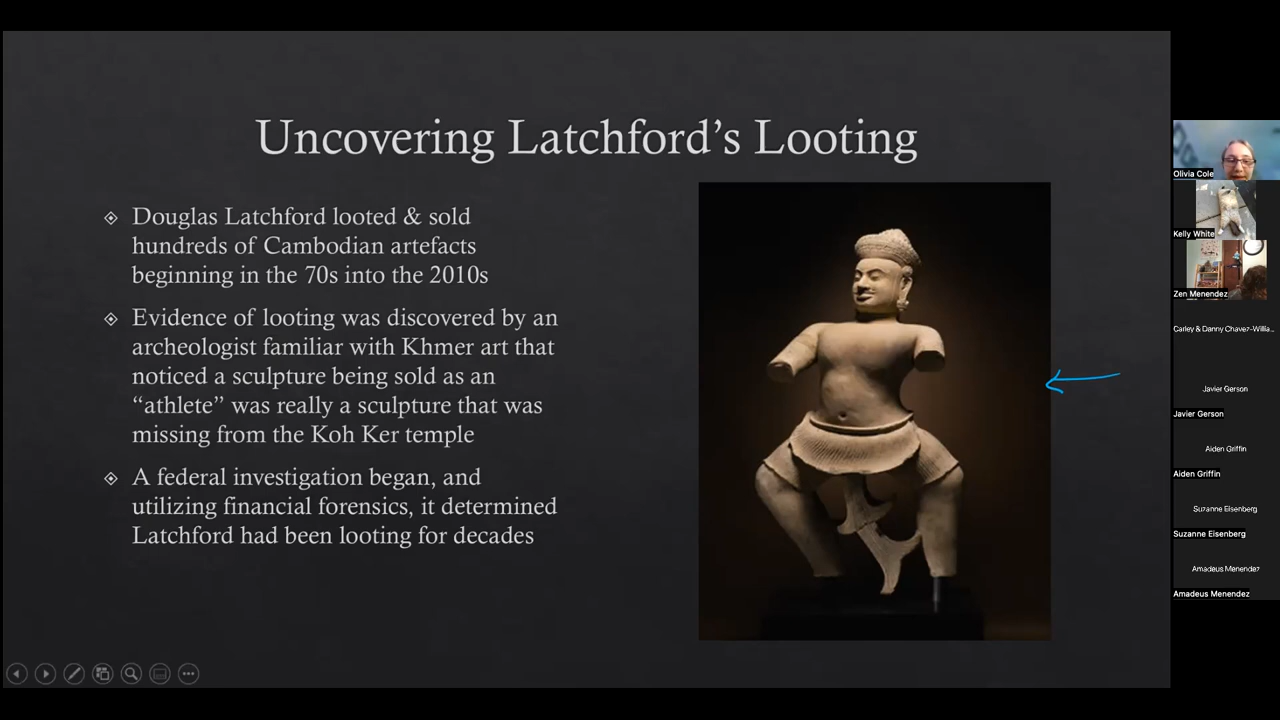 Uncovering Latchford’s Looting
Douglas Latchford looted & sold
hundreds of Cambodian artefacts
beginning in the 70s into the 2010s
Evidence of looting was discovered by an
archeologist familiar with Khmer art that
noticed a sculpture being sold as an
“athlete” was really a sculpture that was
missing from the Koh Ker temple
A federal investigation began, and
utilizing financial forensics, it determined
Latchford had been looting for decades
Olivia Cole
Kelly White
Zen Menendez
Carley & Danny Chavez-Willia...
Javier Gerson
Javier Gerson
Aiden Griffin
Aiden Griffin
Suzanne Eisenberg
Suzanne Eisenberg
Amadeus Menendez
Amadeus Menendez